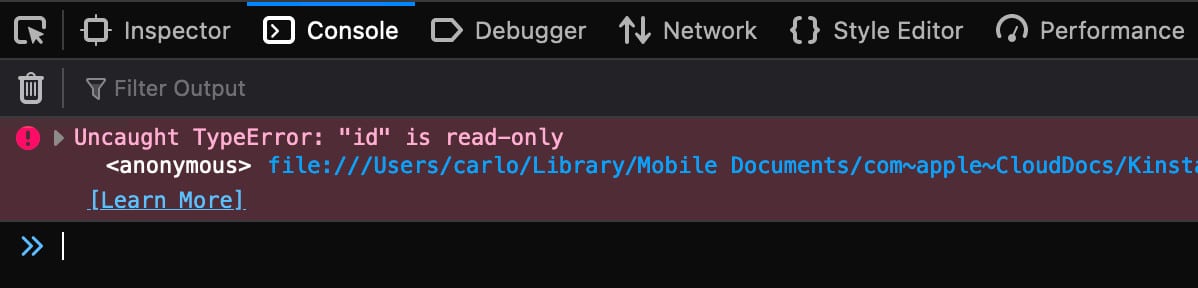 Inspector Console Debugger Network Style Editor Performance
Filter Output
Uncaught TypeError: "id" is read-only
<anonymous> file:///Users/carlo/Library/Mobile Documents/com~apple~CloudDocs/Kinsta
[Learn More]